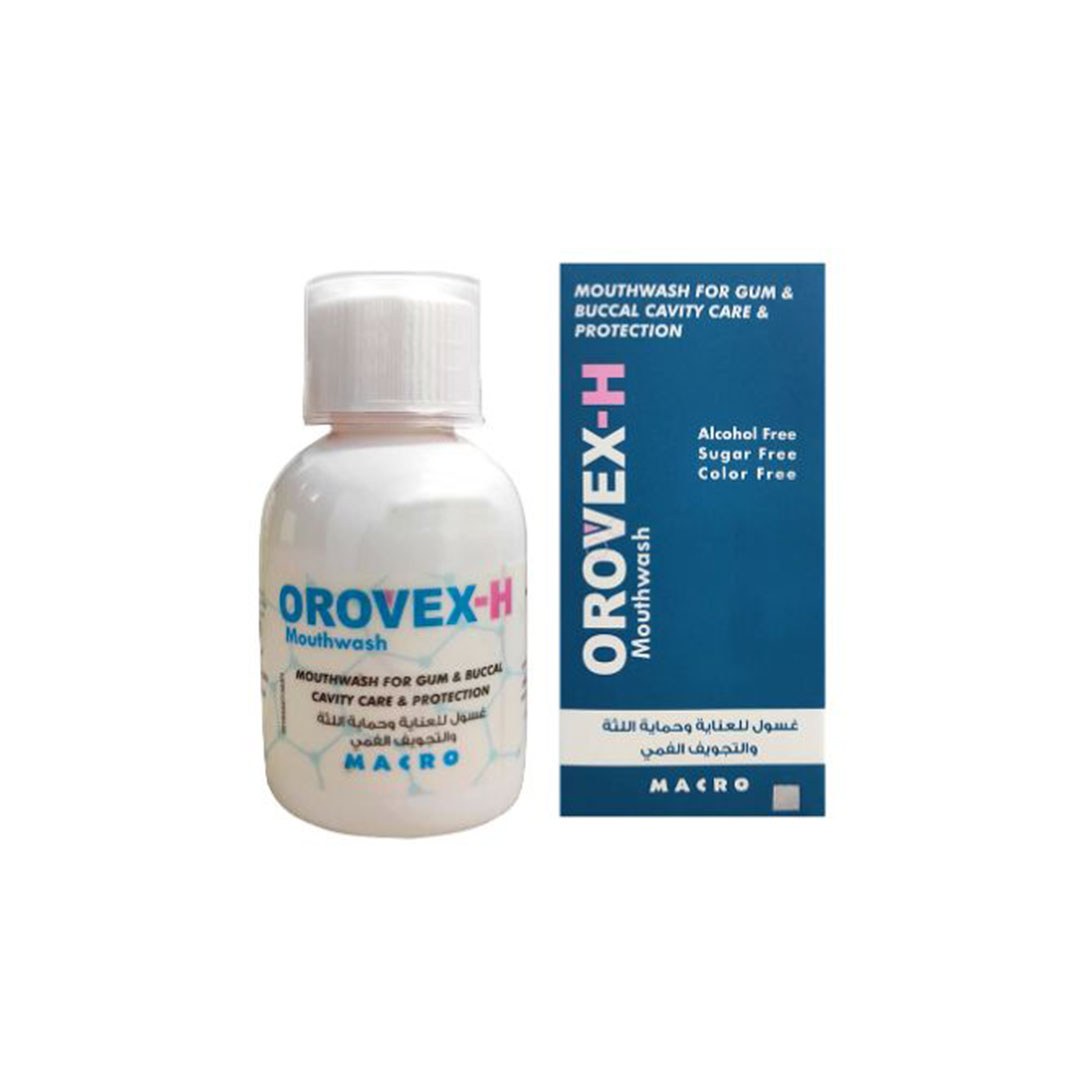 OROVEX-H
Mouthwash
MOUTHWASH FOR GUM & BUCCAL
CAVITY CARE & PROTECTION
غسول للعناية وحماية اللثة
والتجويف الفمي
MACRO
MOUTHWASH FOR GUM &
BUCCAL CAVITY CARE &
PROTECTION
OROVEX-H
Mouthwash
Alcohol Free
Sugar Free
Color Free
غسول للعناية وحماية اللثة
والتجويف الفمي
MACRO